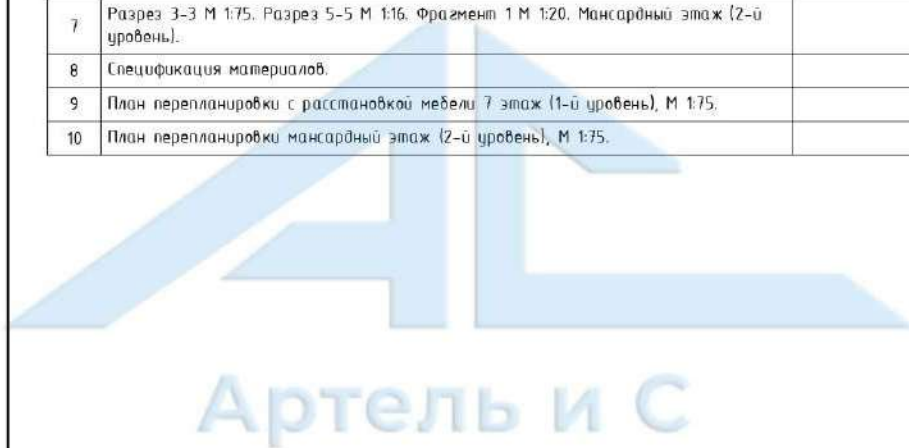 7 Разрез 3-3 М 1:75. Разрез 5-5 М 1:16. Фрагмент 1 М 1:20. Мансардный этаж (2-й
уровень).
8 Спецификация материалов.
9 План перепланировки с расстановкой мебели 7 этаж (1-й уровень), М 1:75.
10 План перепланировки мансардный этаж (2-й уровень), М 1:75.
АС
Артель и С